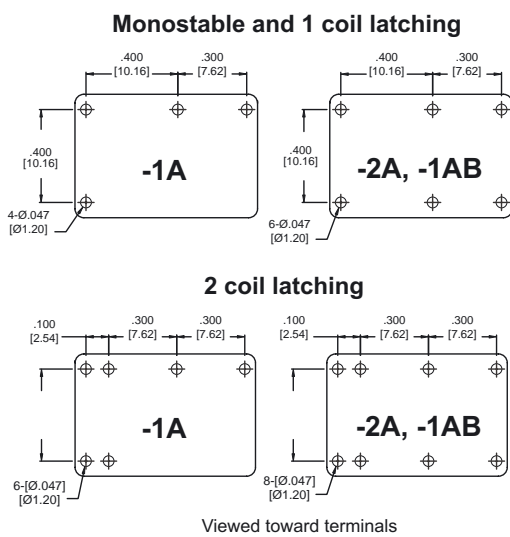 Monostable and 1 coil latching
.400
[10.16]
.300
[7.62]
.400
[10.16]
.300
[7.62]
.400
[10.16]
-1A
.400
[10.16]
-2A, -1AB
4-Ø.047
[Ø1.20]
6-Ø.047
[Ø1.20]
2 coil latching
.100
[2.54]
.300
[7.62]
.300
[7.62]
.100
[2.54]
.300
[7.62]
.300
[7.62]
-1A
-2A, -1AB
6-[Ø.047]
[Ø1.20]
8-[Ø.047]
[Ø1.20]
Viewed toward terminals